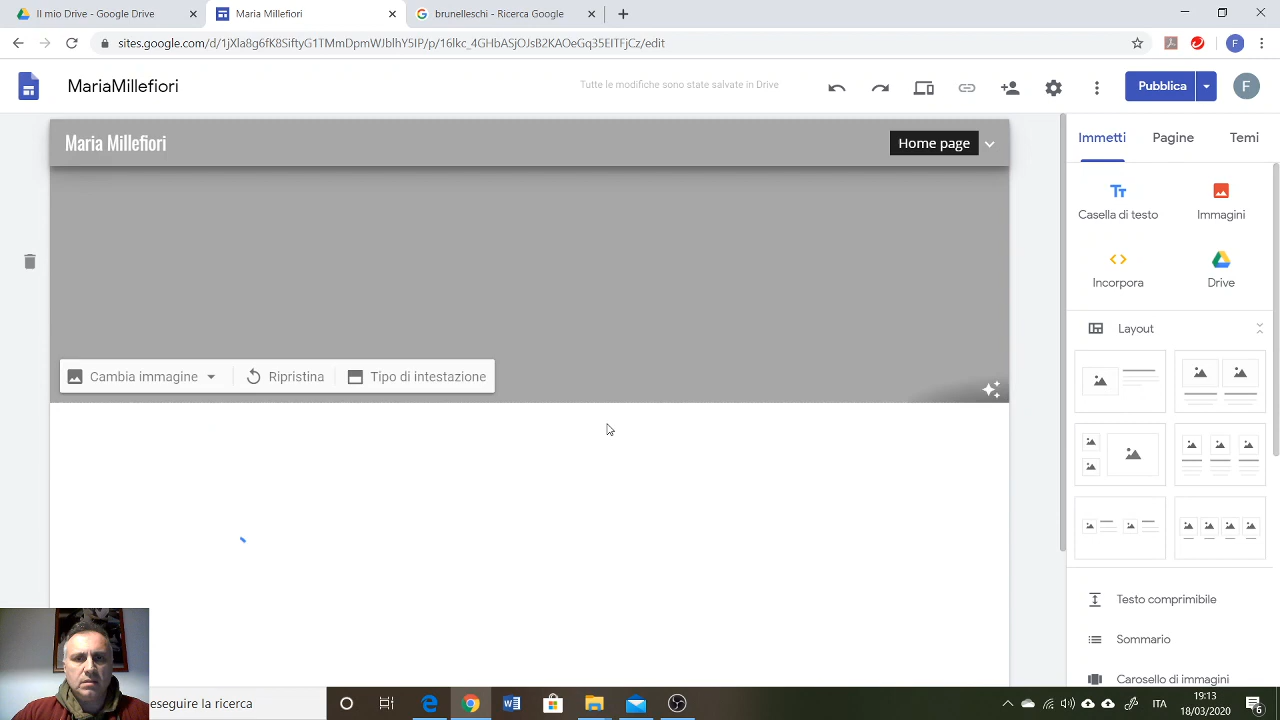 Il mio Drive - Google Drive
Maria Millefiori
brunelleschi - Ricerca Google
sites.google.com/d/1jXla8g6fK8SiftyG1TMmDpmWJbIhY5IP/p/16lkc_4GHbASjOJsB2KAOeGq35EITFjCz/edit
F
MariaMillefiori
Tutte le modifiche sono state salvate in Drive
Pubblica
F
Maria Millefiori
Home page
Immetti
Pagine
Temi
Casella di testo
Immagini
Incorpora
Drive
Layout
Cambia immagine
Ripristina
Tipo di intestazione
Testo comprimibile
Sommario
Carosello di immagini
eseguire la ricerca
ITA
19:13
18/03/2020
6